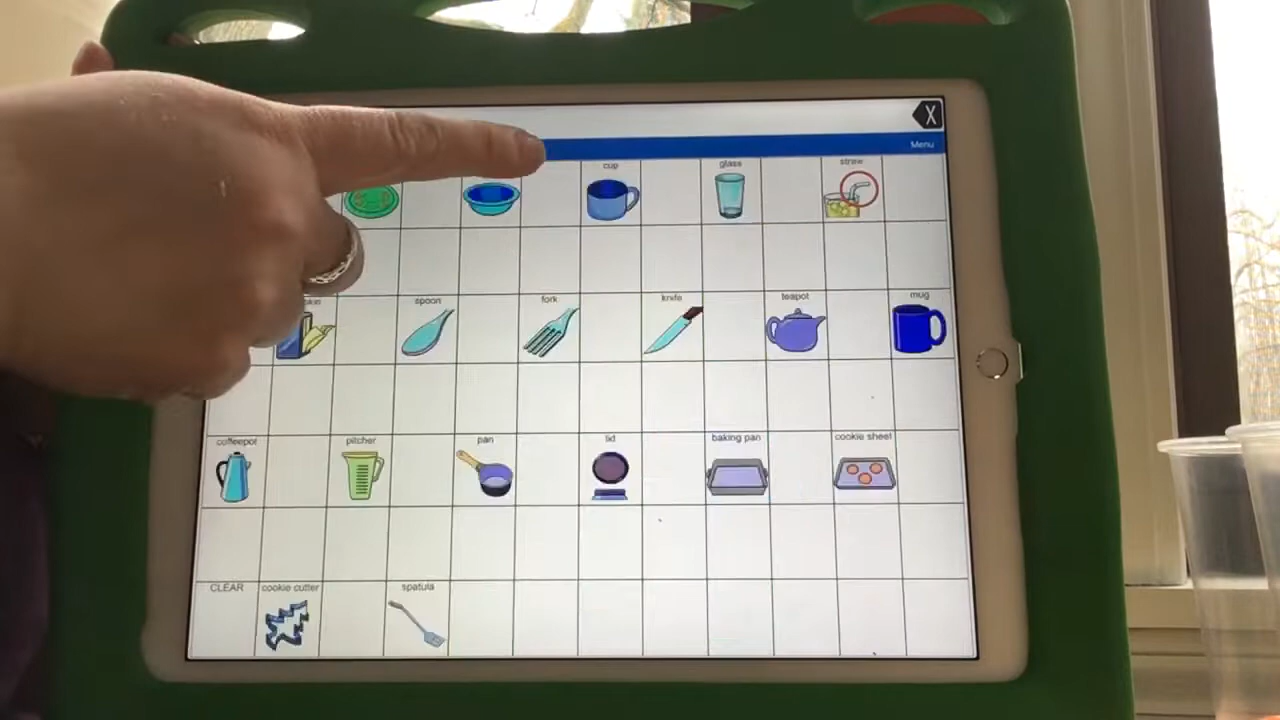 X
Menu
cup glass straw
spoon fork knife teapot mug
coffeepot pitcher pan lid baking pan cookie sheet
CLEAR cookie cutter spatula